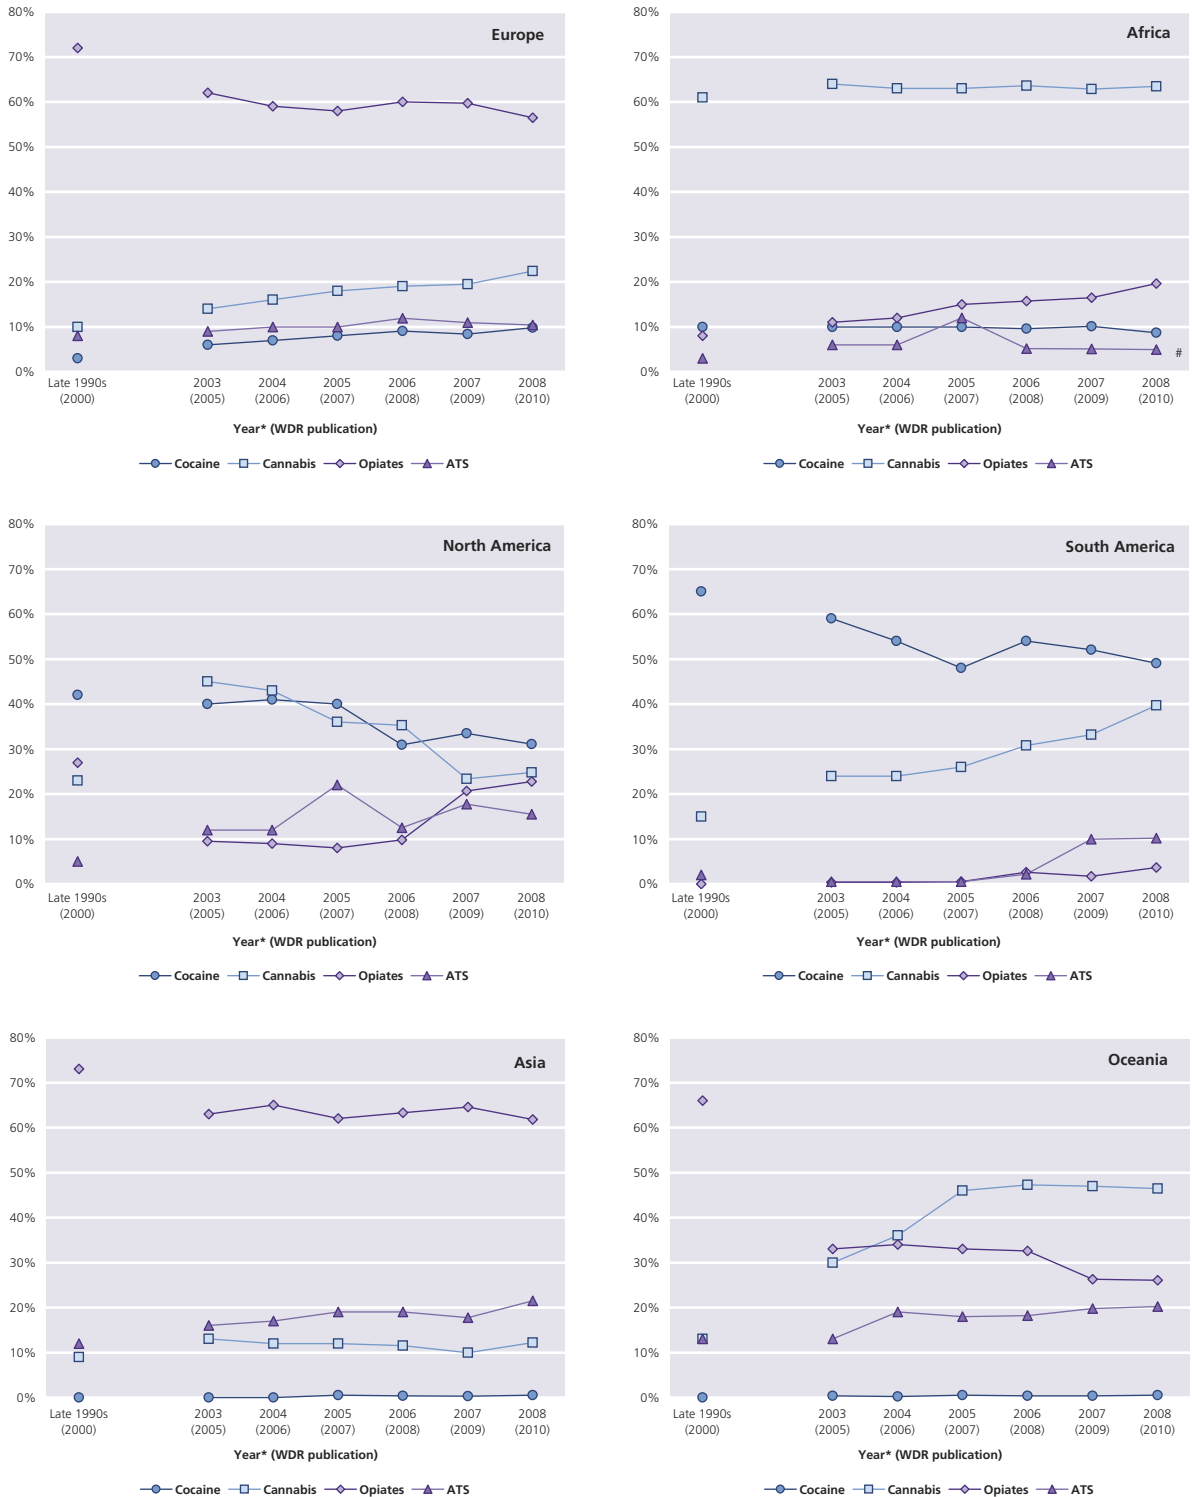 Europe
80%
70%
60%
50%
40%
30%
20%
10%
0%
Late 1990s 2003 2004 2005 2006 2007 2008
(2000) (2005) (2006) (2007) (2008) (2009) (2010)
Year* (WDR publication)
Cocaine Cannabis Opiates ATS
Africa
80%
70%
60%
50%
40%
30%
20%
10%
#
0%
Late 1990s 2003 2004 2005 2006 2007 2008
(2000) (2005) (2006) (2007) (2008) (2009) (2010)
Year* (WDR publication)
Cocaine Cannabis Opiates ATS
North America
80%
70%
60%
50%
40%
30%
20%
10%
0%
Late 1990s 2003 2004 2005 2006 2007 2008
(2000) (2005) (2006) (2007) (2008) (2009) (2010)
Year* (WDR publication)
Cocaine Cannabis Opiates ATS
South America
80%
70%
60%
50%
40%
30%
20%
10%
0%
Late 1990s 2003 2004 2005 2006 2007 2008
(2000) (2005) (2006) (2007) (2008) (2009) (2010)
Year* (WDR publication)
Cocaine Cannabis Opiates ATS
Asia
80%
70%
60%
50%
40%
30%
20%
10%
0%
Late 1990s 2003 2004 2005 2006 2007 2008
(2000) (2005) (2006) (2007) (2008) (2009) (2010)
Year* (WDR publication)
Cocaine Cannabis Opiates ATS
Oceania
80%
70%
60%
50%
40%
30%
20%
10%
0%
Late 1990s 2003 2004 2005 2006 2007 2008
(2000) (2005) (2006) (2007) (2008) (2009) (2010)
Year* (WDR publication)
Cocaine Cannabis Opiates ATS